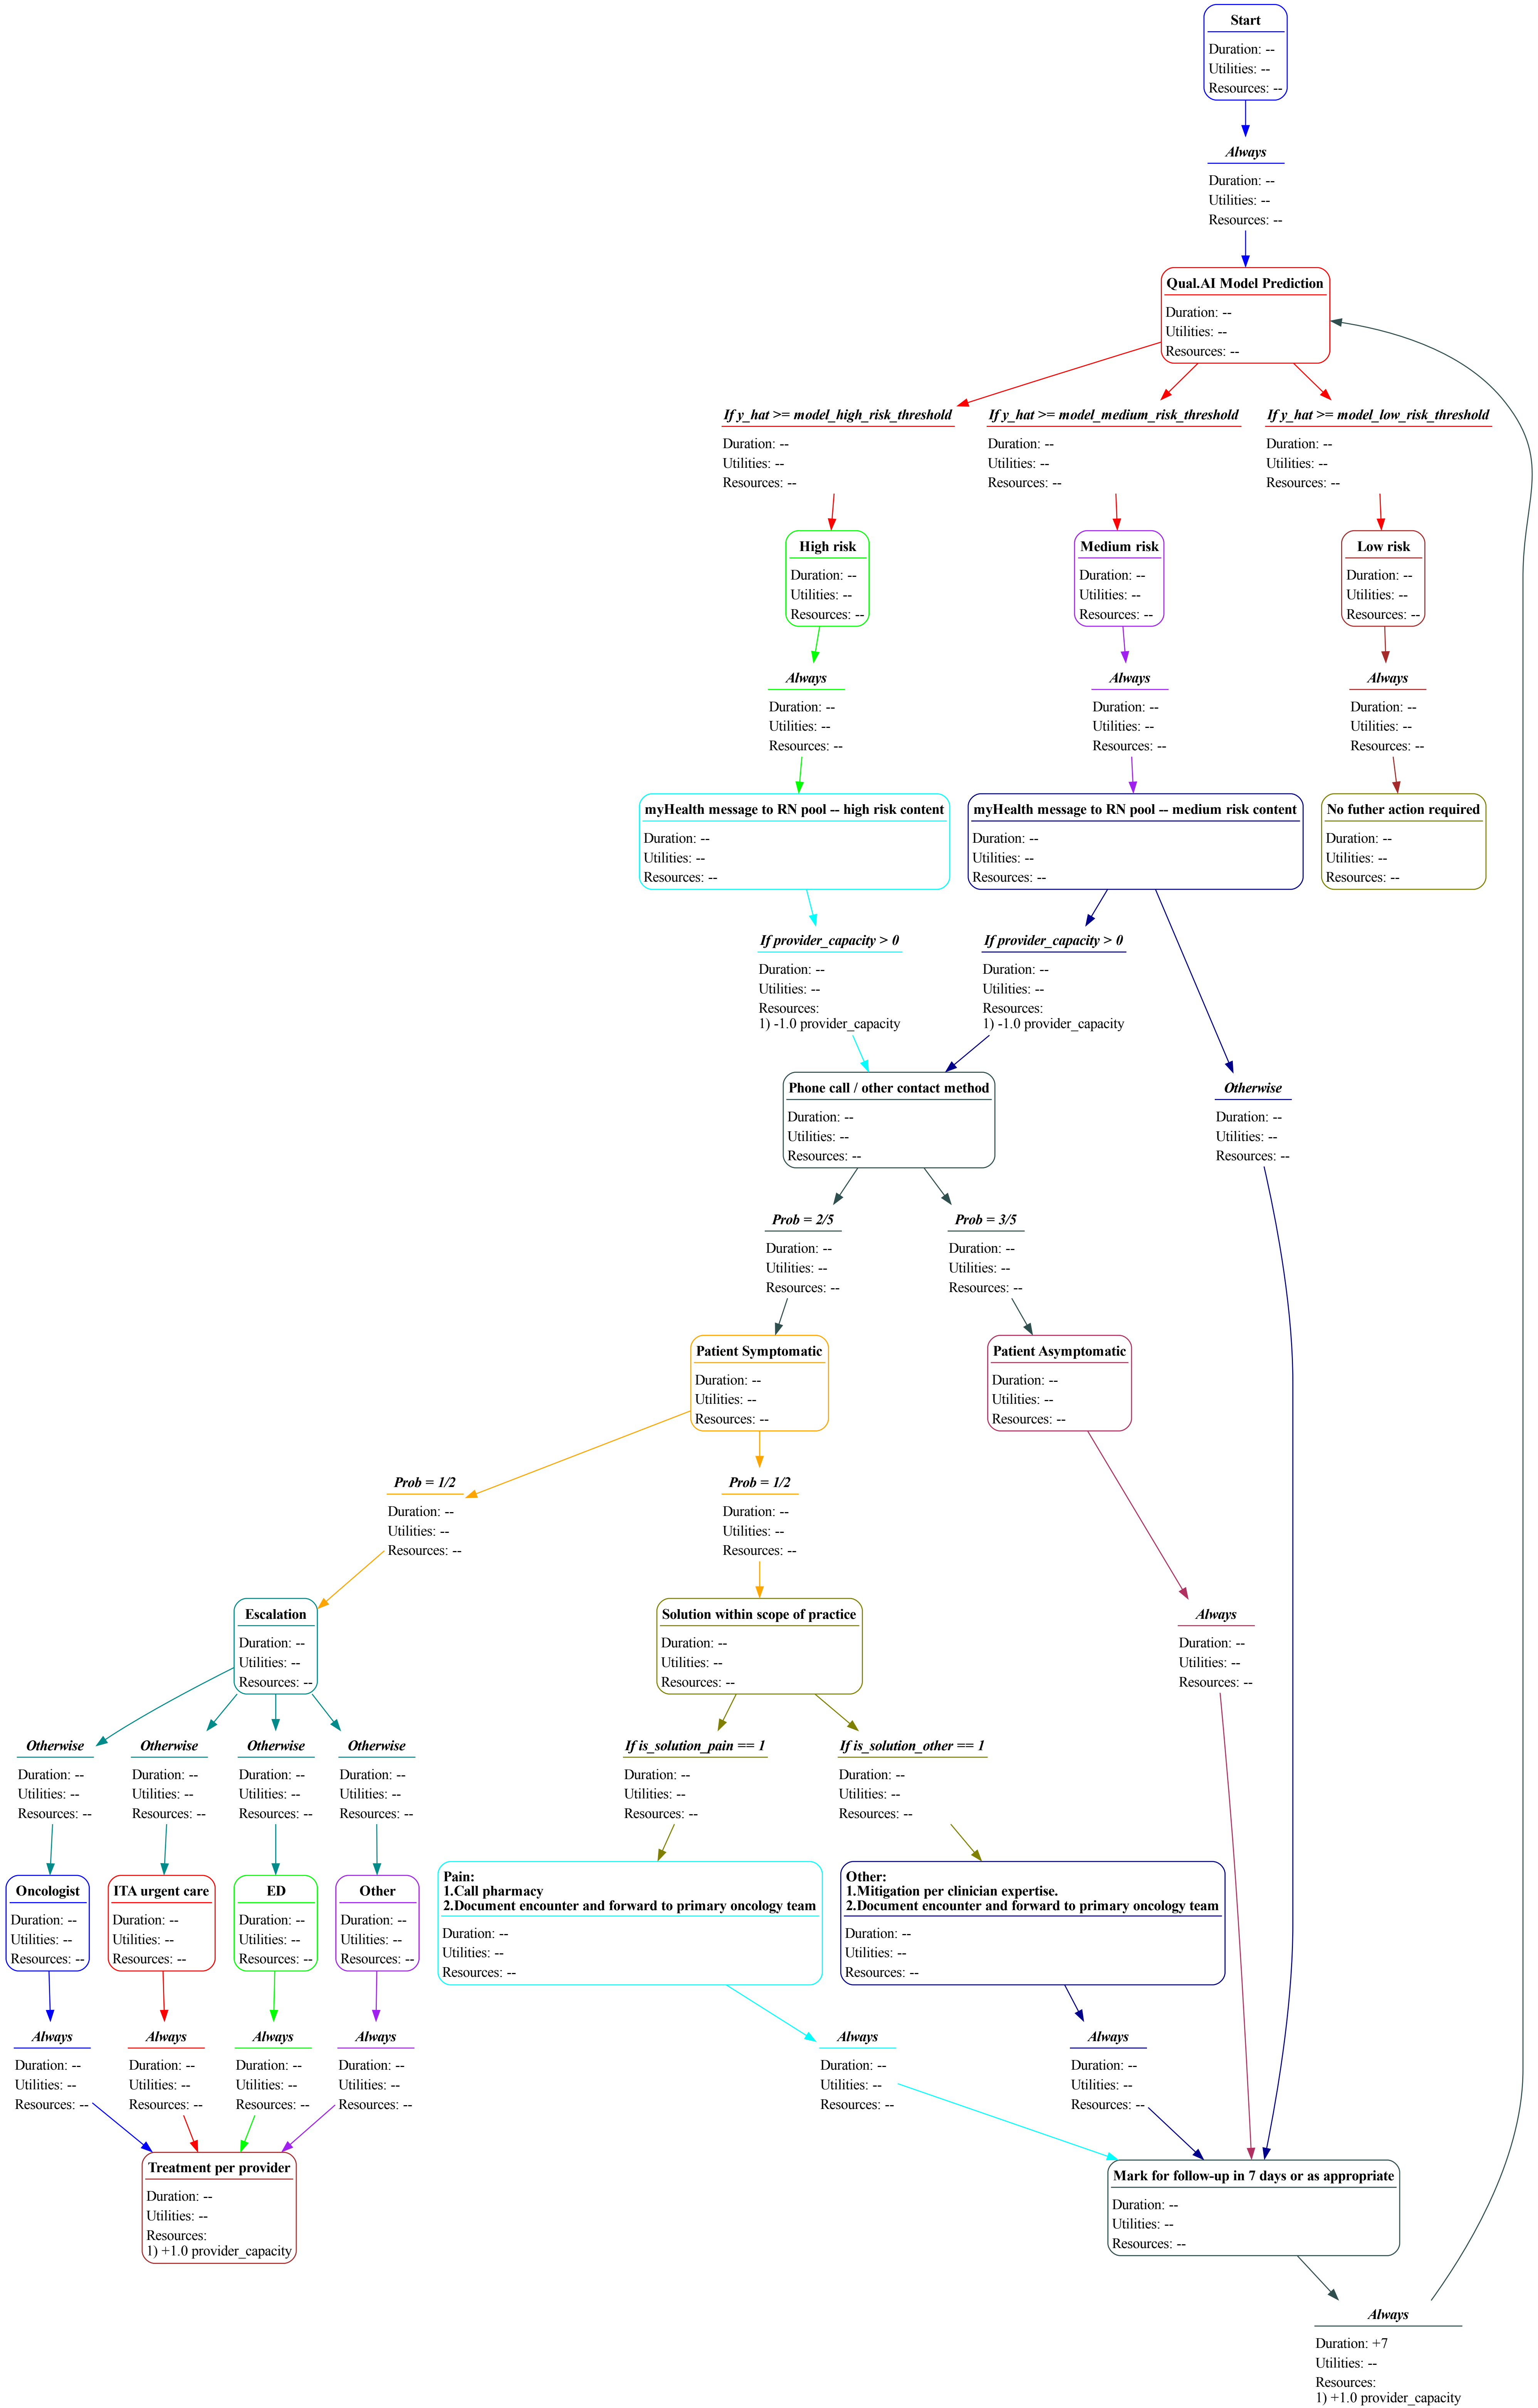 Start
Duration: --
Utilities: --
Resources: --
Always
Duration: --
Utilities: --
Resources: --
Qual.AI Model Prediction
Duration: --
Utilities: --
Resources: --
If y_hat >= model_high_risk_threshold
Duration: --
Utilities: --
Resources: --
If y_hat >= model_medium_risk_threshold
Duration: --
Utilities: --
Resources: --
If y_hat >= model_low_risk_threshold
Duration: --
Utilities: --
Resources: --
High risk
Duration: --
Utilities: --
Resources: --
Medium risk
Duration: --
Utilities: --
Resources: --
Low risk
Duration: --
Utilities: --
Resources: --
Always
Duration: --
Utilities: --
Resources: --
Always
Duration: --
Utilities: --
Resources: --
Always
Duration: --
Utilities: --
Resources: --
myHealth message to RN pool -- high risk content
Duration: --
Utilities: --
Resources: --
myHealth message to RN pool -- medium risk content
Duration: --
Utilities: --
Resources: --
No futher action required
Duration: --
Utilities: --
Resources: --
If provider_capacity > 0
Duration: --
Utilities: --
Resources:
1) -1.0 provider_capacity
If provider_capacity > 0
Duration: --
Utilities: --
Resources:
1) -1.0 provider_capacity
Phone call / other contact method
Duration: --
Utilities: --
Resources: --
Otherwise
Duration: --
Utilities: --
Resources: --
Prob = 2/5
Duration: --
Utilities: --
Resources: --
Prob = 3/5
Duration: --
Utilities: --
Resources: --
Patient Symptomatic
Duration: --
Utilities: --
Resources: --
Patient Asymptomatic
Duration: --
Utilities: --
Resources: --
Prob = 1/2
Duration: --
Utilities: --
Resources: --
Prob = 1/2
Duration: --
Utilities: --
Resources: --
Escalation
Duration: --
Utilities: --
Resources: --
Solution within scope of practice
Duration: --
Utilities: --
Resources: --
Always
Duration: --
Utilities: --
Resources: --
Otherwise
Duration: --
Utilities: --
Resources: --
Otherwise
Duration: --
Utilities: --
Resources: --
Otherwise
Duration: --
Utilities: --
Resources: --
Otherwise
Duration: --
Utilities: --
Resources: --
If is_solution_pain == 1
Duration: --
Utilities: --
Resources: --
If is_solution_other == 1
Duration: --
Utilities: --
Resources: --
Oncologist
Duration: --
Utilities: --
Resources: --
ITA urgent care
Duration: --
Utilities: --
Resources: --
ED
Duration: --
Utilities: --
Resources: --
Other
Duration: --
Utilities: --
Resources: --
Pain:
1.Call pharmacy
2.Document encounter and forward to primary oncology team
Duration: --
Utilities: --
Resources: --
Other:
1.Mitigation per clinician expertise.
2.Document encounter and forward to primary oncology team
Duration: --
Utilities: --
Resources: --
Always
Duration: --
Utilities: --
Resources: --
Always
Duration: --
Utilities: --
Resources: --
Always
Duration: --
Utilities: --
Resources: --
Always
Duration: --
Utilities: --
Resources: --
Always
Duration: --
Utilities: --
Resources: --
Always
Duration: --
Utilities: --
Resources: --
Treatment per provider
Duration: --
Utilities: --
Resources:
1) +1.0 provider_capacity
Mark for follow-up in 7 days or as appropriate
Duration: --
Utilities: --
Resources: --
Always
Duration: +7
Utilities: --
Resources:
1) +1.0 provider_capacity